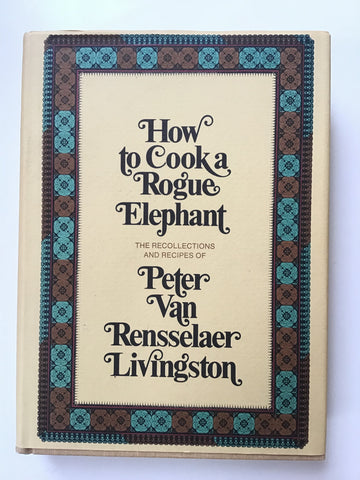 How
to Cook a
Rogue
Elephant
THE RECOLLECTIONS
AND RECIPES OF
Peter
Van
Rensselaer
Livingston